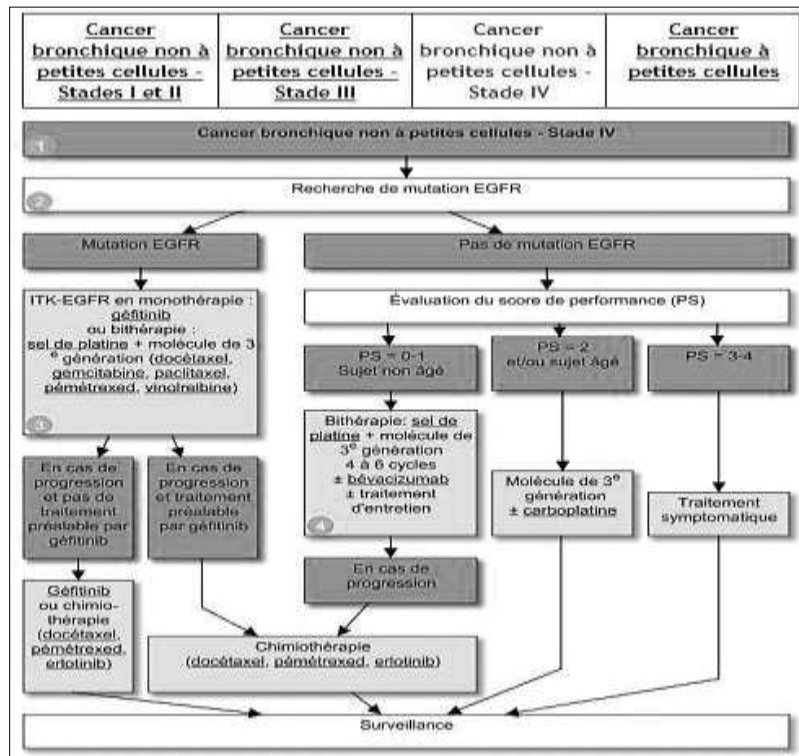 Cancer
bronchique non à
petites cellules -
Stades I et II
Cancer
bronchique non à
petites cellules -
Stade III
Cancer
bronchique non à
petites cellules -
Stade IV
Cancer
bronchique à
petites cellules
1
Cancer bronchique non à petites cellules - Stade IV
2
Recherche de mutation EGFR
Mutation EGFR
Pas de mutation EGFR
ITK-EGFR en monothérapie :
géfitinib
ou bithérapie :
sel de platine + molécule de 3
e génération (docétaxel,
gemcitabine, paclitaxel,
pémétrexed, vinolreibine)
3
Évaluation du score de performance (PS)
PS = 0-1
Sujet non âgé
PS = 2
et/ou sujet âgé
PS = 3-4
Bithérapie: sel de
platine + molécule de
3e génération
4 à 6 cycles
± bévacizumab
± traitement
d'entretien
4
En cas de
progression
et pas de
traitement
préalable par
géfitinib
En cas de
progression
et traitement
préalable
par géfitinib
Molécule de 3e
génération
± carboplatine
Traitement
symptomatique
En cas de
progression
Géfitinib
ou chimio-
thérapie
(docétaxel,
pémétrexed,
erlotinib)
Chimiothérapie
(docétaxel, pémétrexed, erlotinib)
Surveillance